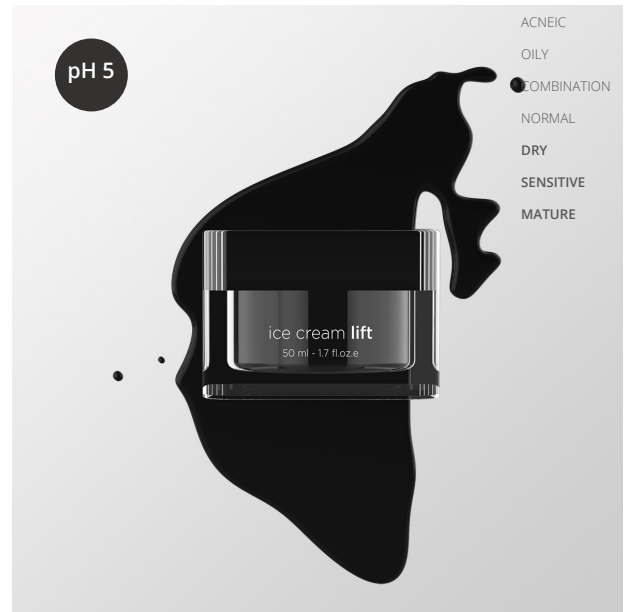 pH 5
ACNEIC
OILY
COMBINATION
NORMAL
DRY
SENSITIVE
MATURE
ice cream lift
50 ml - 1.7 fl.oz.e